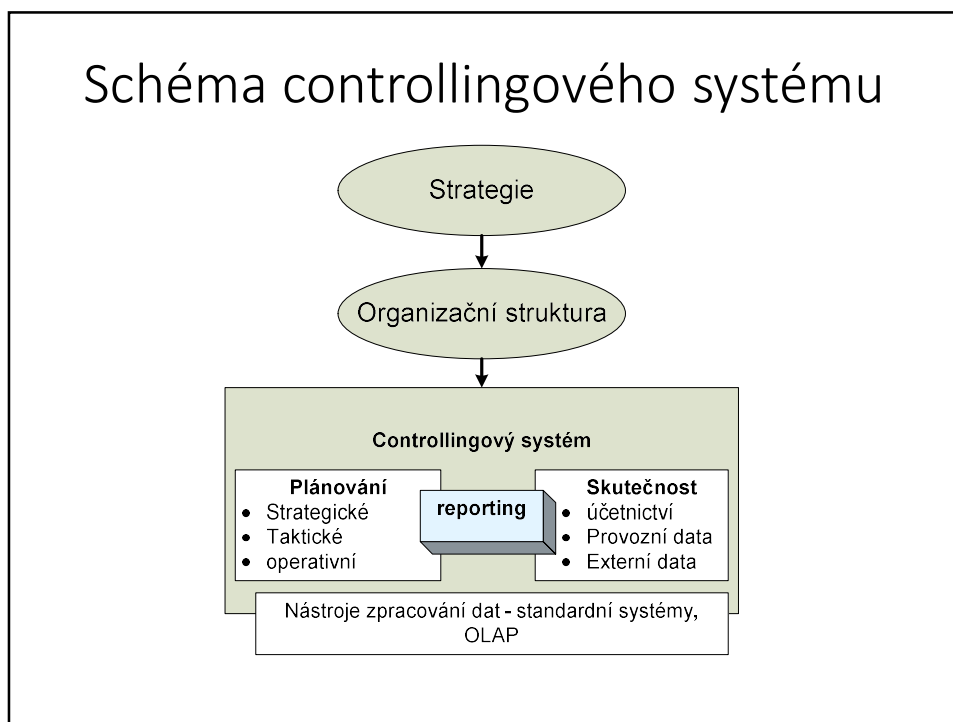 Schéma controllingového systému
Strategie
Organizační struktura
Controllingový systém
Plánování
• Strategické
• Taktické
• operativní
reporting
Skutečnost
• účetnictví
• Provozní data
• Externí data
Nástroje zpracování dat - standardní systémy,
OLAP